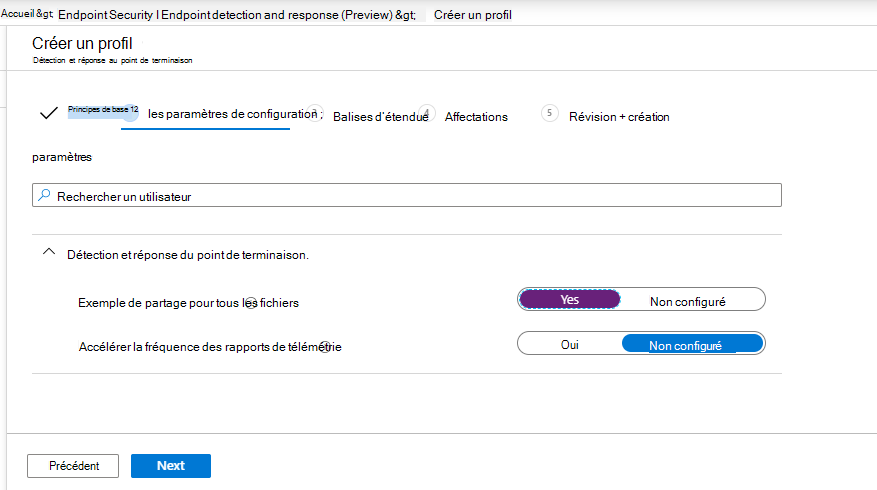 Accueil &gt; Endpoint Security I Endpoint detection and response (Preview) &gt; Créer un profil
Créer un profil
Détection et réponse au point de terminaison
Principes de base 12 les paramètres de configuration ; 3 Balises d'étendue 4 Affectations 5 Révision + création
paramètres
Rechercher un utilisateur
Détection et réponse du point de terminaison.
Exemple de partage pour tous les fichiers Yes Non configuré
Accélérer la fréquence des rapports de télémétrie Oui Non configuré
Précédent Next